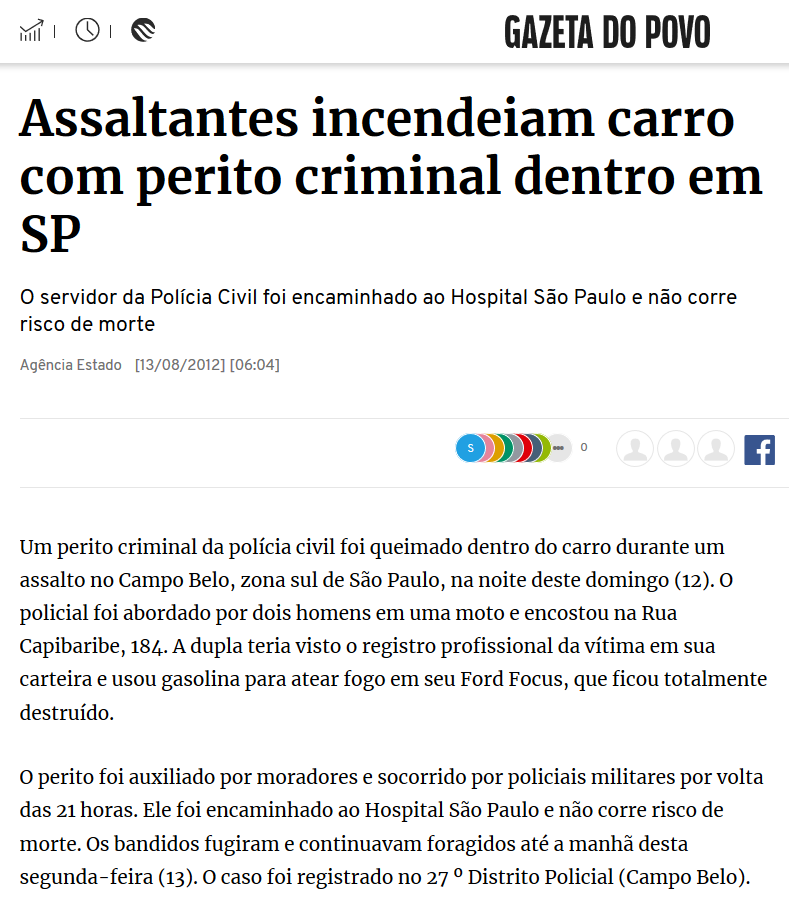 GAZETA DO POVO
Assaltantes incendeiam carro
com perito criminal dentro em
SP
O servidor da Polícia Civil foi encaminhado ao Hospital São Paulo e não corre
risco de morte
Agência Estado [13/08/2012] [06:04]
S 0
Um perito criminal da polícia civil foi queimado dentro do carro durante um
assalto no Campo Belo, zona sul de São Paulo, na noite deste domingo (12). O
policial foi abordado por dois homens em uma moto e encostou na Rua
Capibaribe, 184. A dupla teria visto o registro profissional da vítima em sua
carteira e usou gasolina para atear fogo em seu Ford Focus, que ficou totalmente
destruído.
O perito foi auxiliado por moradores e socorrido por policiais militares por volta
das 21 horas. Ele foi encaminhado ao Hospital São Paulo e não corre risco de
morte. Os bandidos fugiram e continuavam foragidos até a manhã desta
segunda-feira (13). O caso foi registrado no 27 º Distrito Policial (Campo Belo).